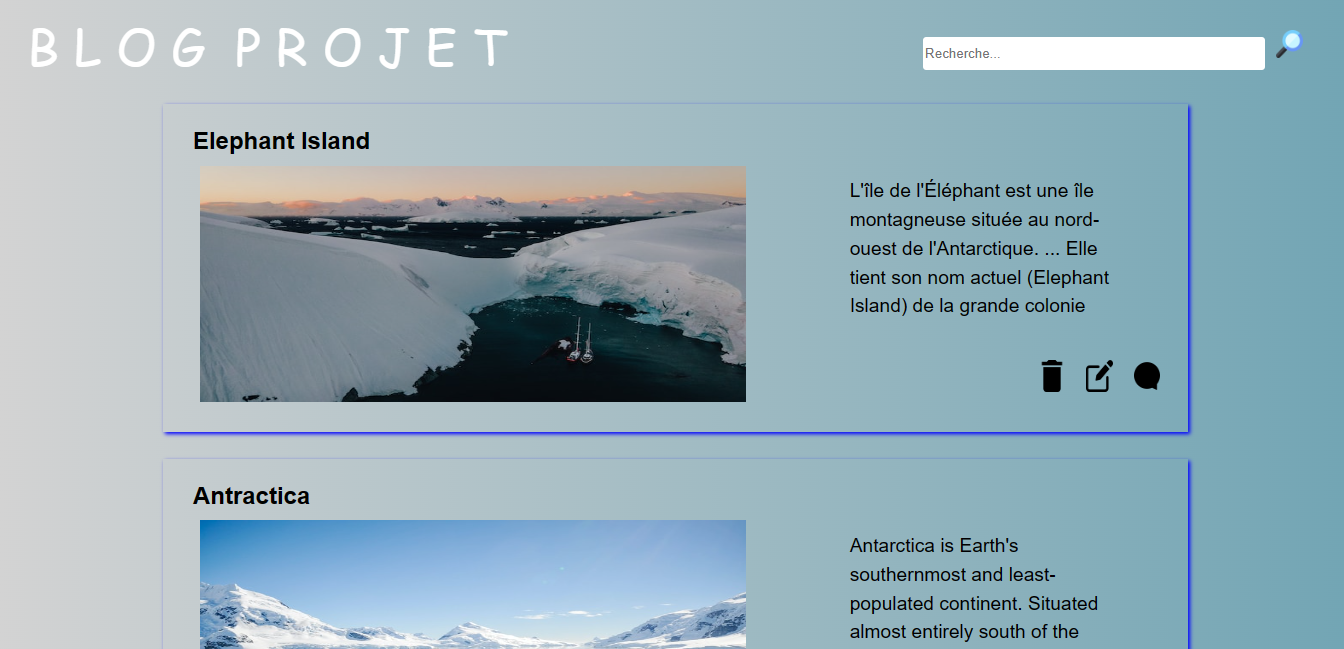 BLOG PROJET
Recherche...
Elephant Island
L'île de l'Éléphant est une île
montagneuse située au nord-
ouest de l'Antarctique. ... Elle
tient son nom actuel (Elephant
Island) de la grande colonie
Antractica
Antarctica is Earth's
southernmost and least-
populated continent. Situated
almost entirely south of the